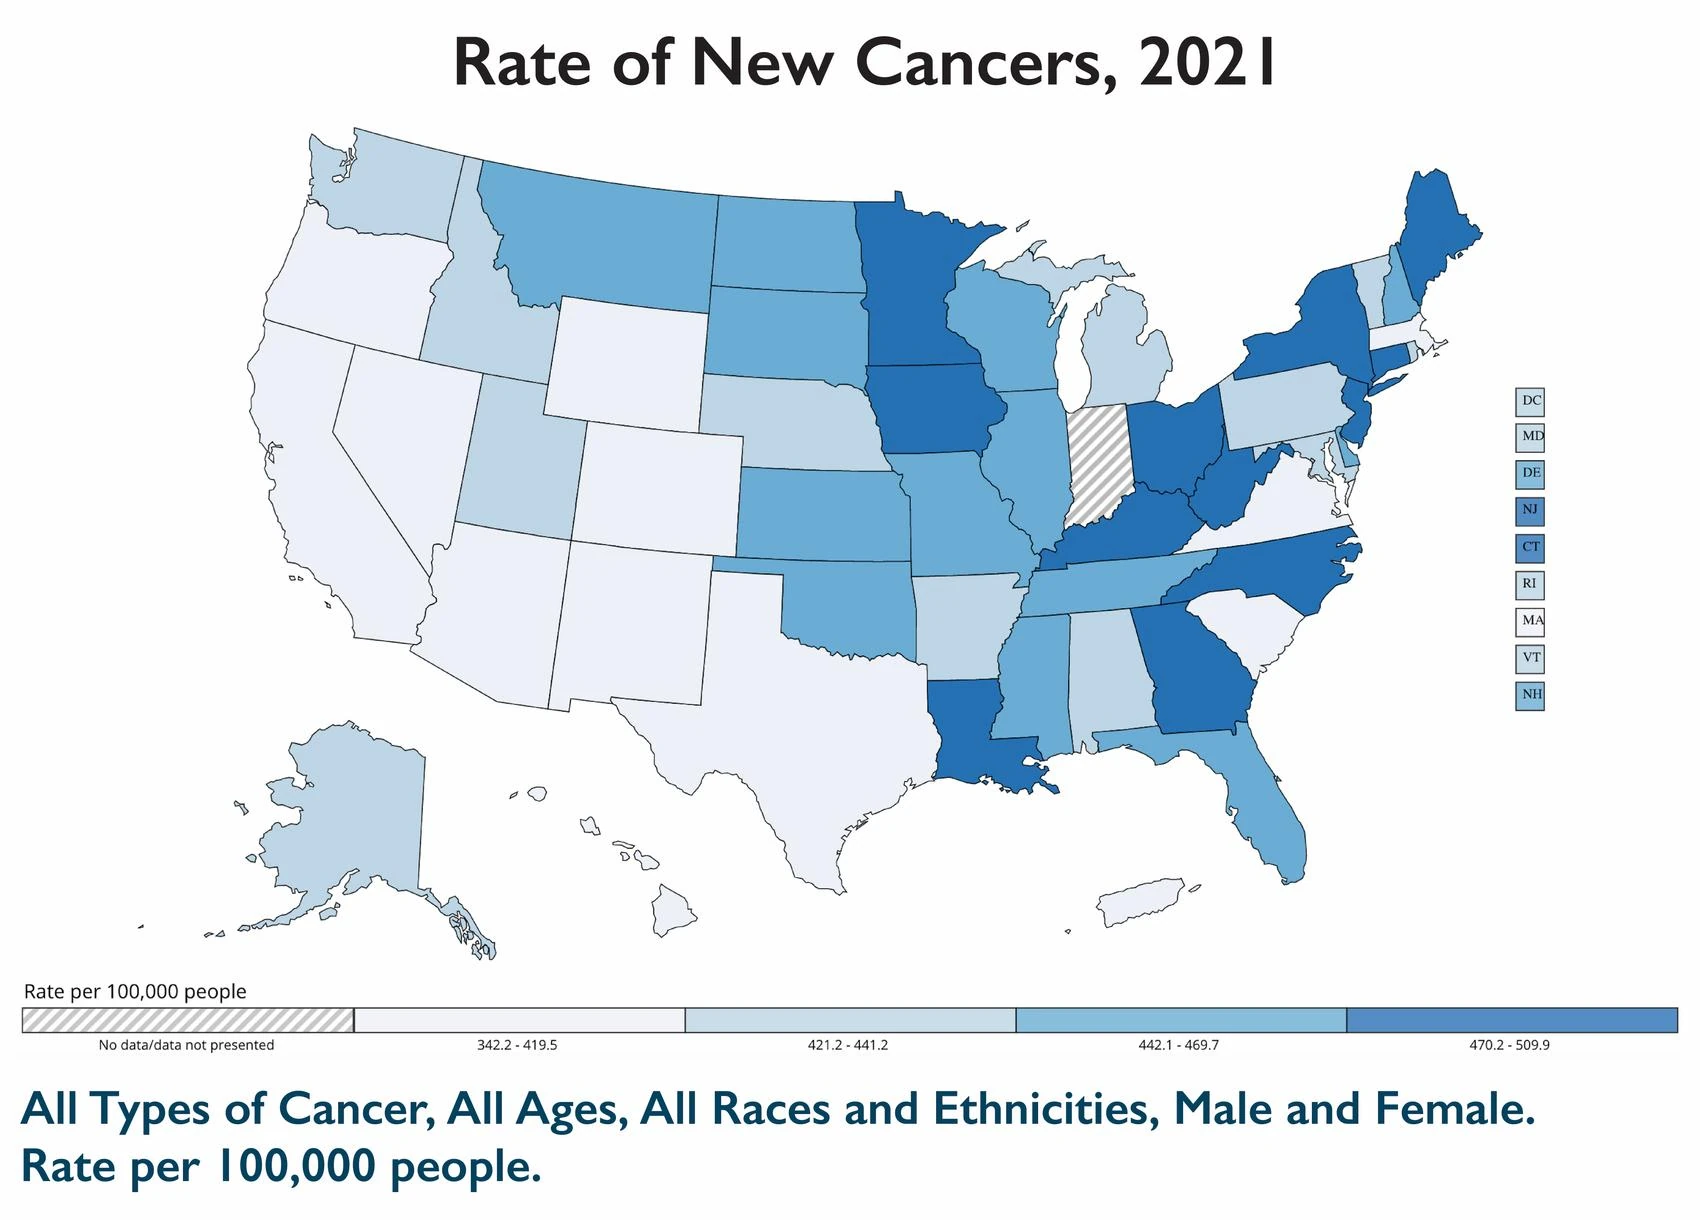 Rate of New Cancers, 2021
DC
MD
DE
NJ
CT
RI
MA
VT
NH
Rate per 100,000 people
No data/data not presented
342.2 - 419.5
421.2 - 441.2
442.1 - 469.7
470.2 - 509.9
All Types of Cancer, All Ages, All Races and Ethnicities, Male and Female.
Rate per 100,000 people.